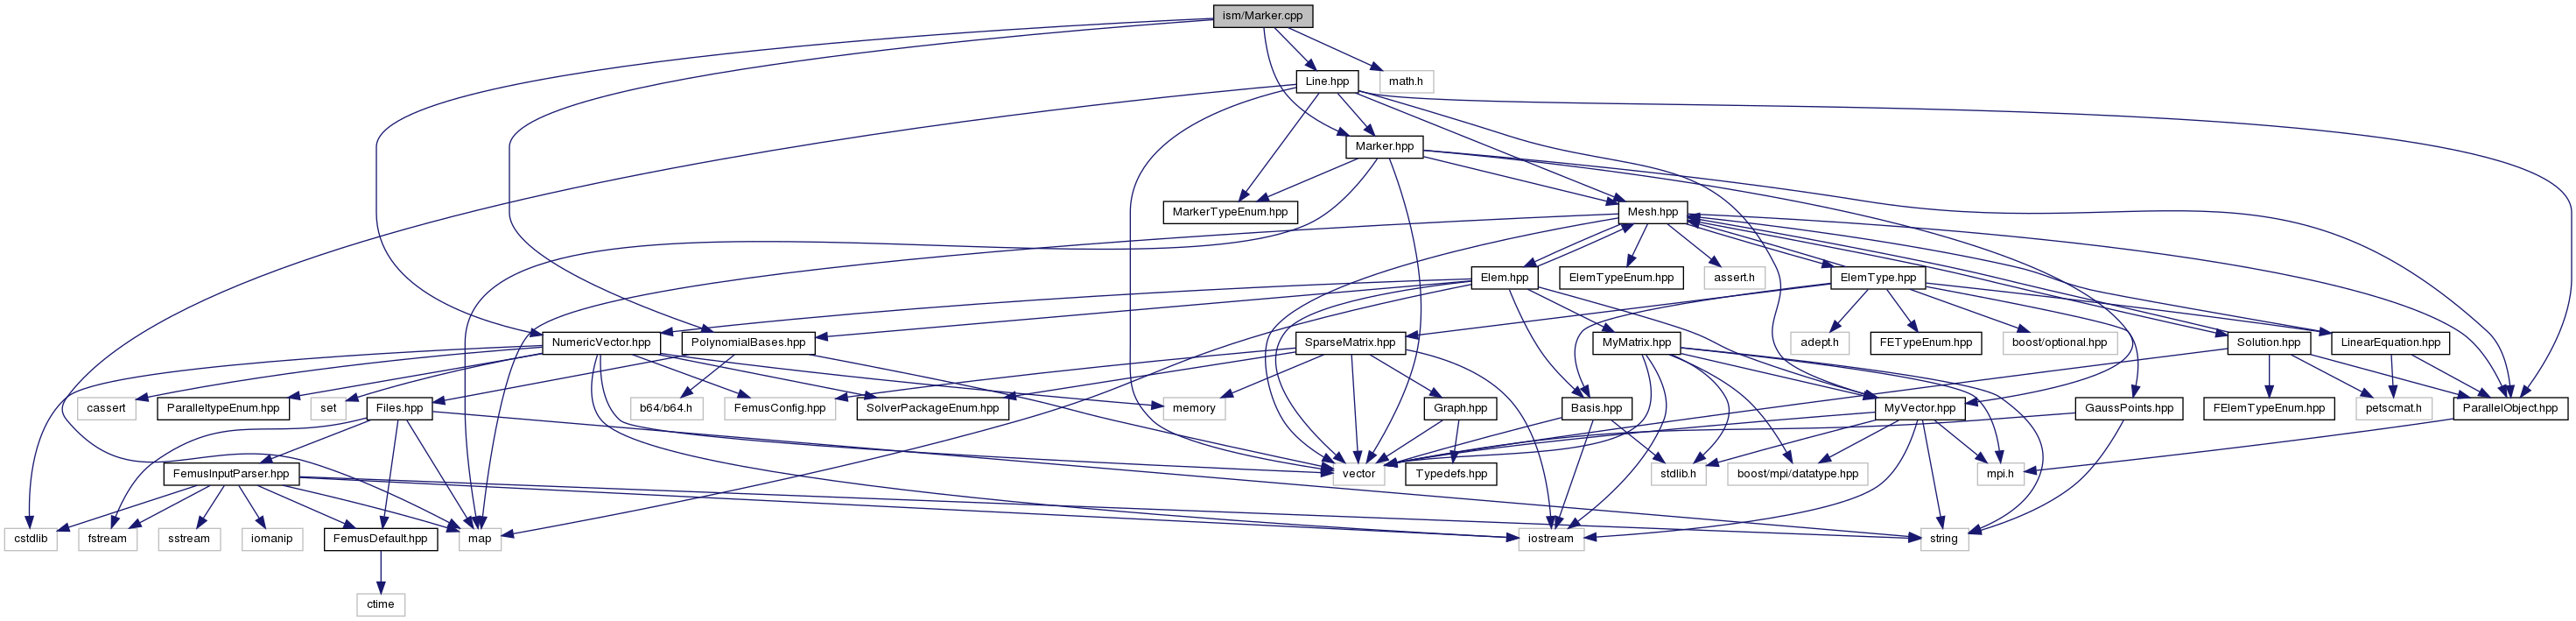 ism/Marker.cpp
Line.hpp
math.h
Marker.hpp
MarkerTypeEnum.hpp
Mesh.hpp
Elem.hpp
ElemTypeEnum.hpp
assert.h
ElemType.hpp
NumericVector.hpp
PolynomialBases.hpp
SparseMatrix.hpp
MyMatrix.hpp
adept.h
FETypeEnum.hpp
boost/optional.hpp
Solution.hpp
LinearEquation.hpp
cassert
ParalleltypeEnum.hpp
set
Files.hpp
b64/b64.h
FemusConfig.hpp
SolverPackageEnum.hpp
memory
Graph.hpp
Basis.hpp
MyVector.hpp
GaussPoints.hpp
FElemTypeEnum.hpp
petscmat.h
ParallelObject.hpp
FemusInputParser.hpp
vector
Typedefs.hpp
stdlib.h
boost/mpi/datatype.hpp
mpi.h
cstdlib
fstream
sstream
iomanip
FemusDefault.hpp
map
iostream
string
ctime